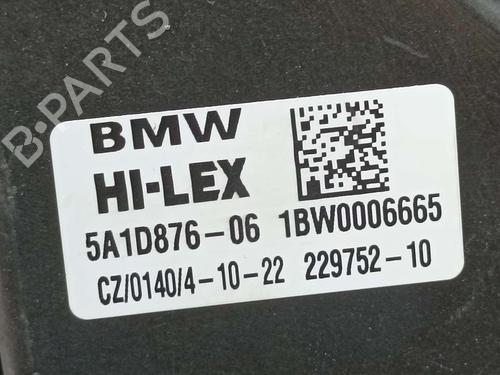 B-PARTS
BMW
HI-LEX
5A1D876-06 1BW0006665
CZ/0140/4-10-22 229752-10